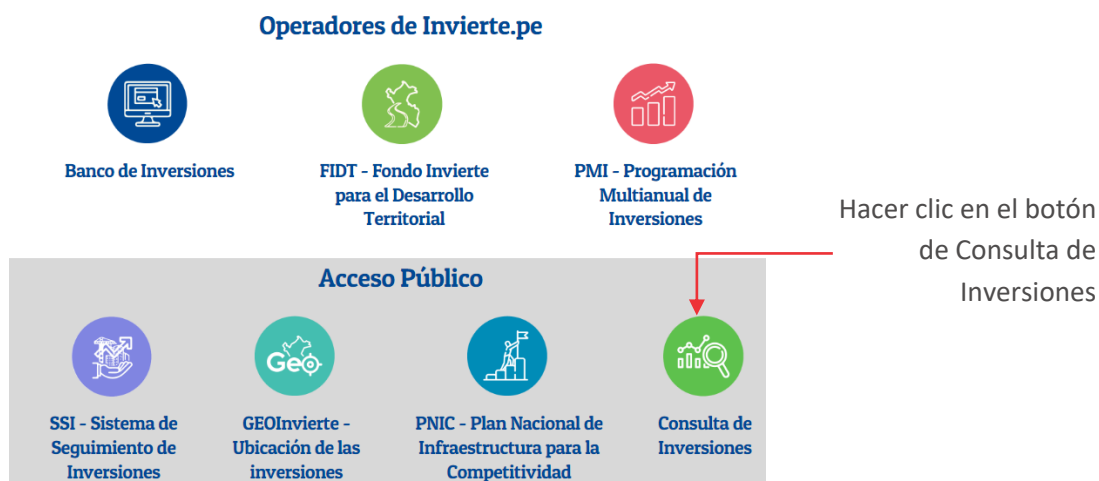 Operadores de Invierte.pe
Banco de Inversiones
FIDT - Fondo Invierte
para el Desarrollo
Territorial
PMI - Programación
Multianual de
Inversiones
Hacer clic en el botón
de Consulta de
Inversiones
Acceso Público
Geo
SSI - Sistema de
Seguimiento de
Inversiones
GEOInvierte -
Ubicación de las
inversiones
PNIC - Plan Nacional de
Infraestructura para la
Competitividad
Consulta de
Inversiones